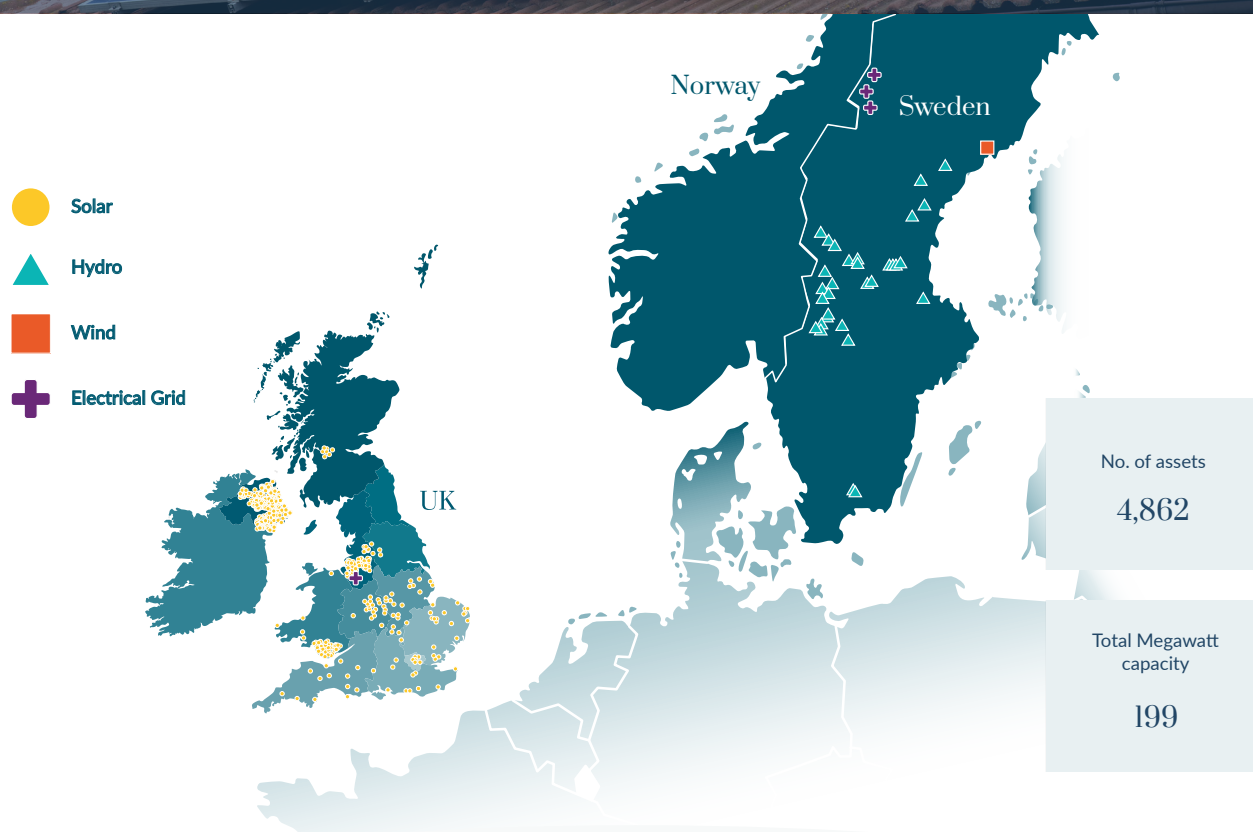 Norway
Sweden
Solar
Hydro
Wind
Electrical Grid
UK
No. of assets
4,862
Total Megawatt
capacity
199